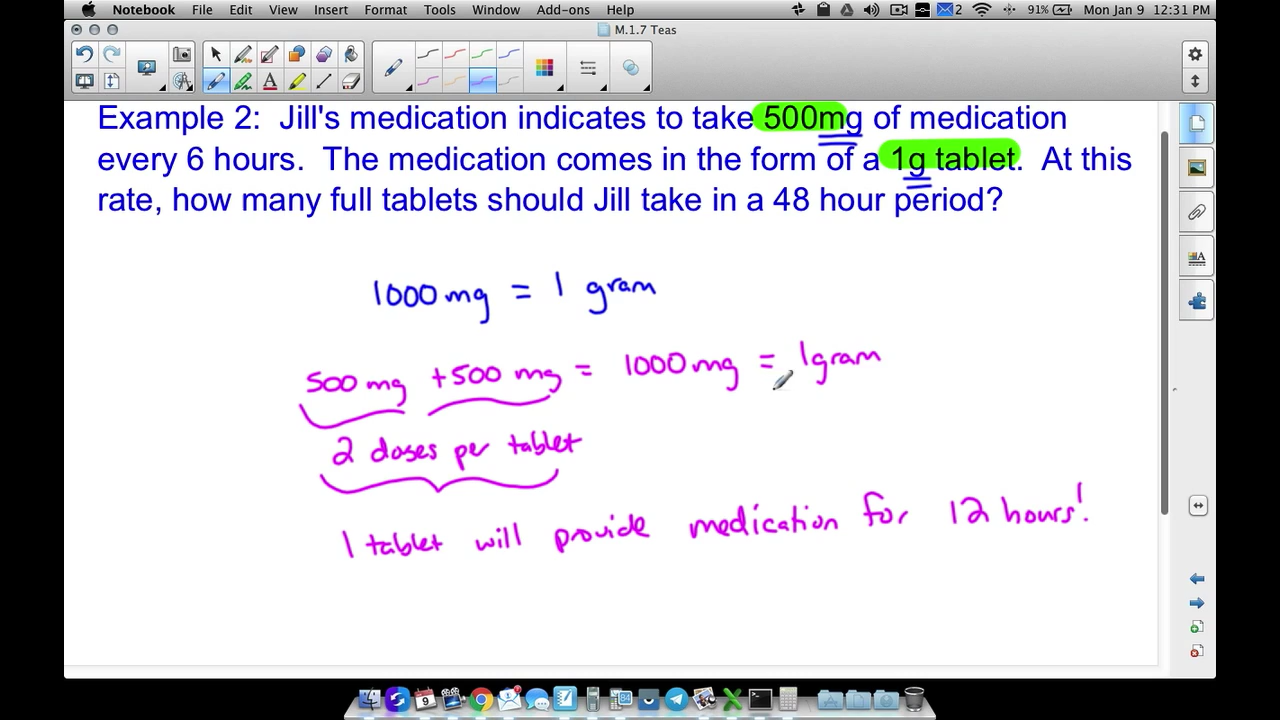 Notebook File Edit View Insert Format Tools Window Add-ons Help 2 91% Mon Jan 9 12:31 PM
M.1.7 Teas
Example 2: Jill's medication indicates to take 500mg of medication
every 6 hours. The medication comes in the form of a 1g tablet. At this
rate, how many full tablets should Jill take in a 48 hour period?
1000 mg = 1 gram
500 mg + 500 mg = 1000 mg = 1 gram
2 doses per tablet
1 tablet will provide medication for 12 hours!